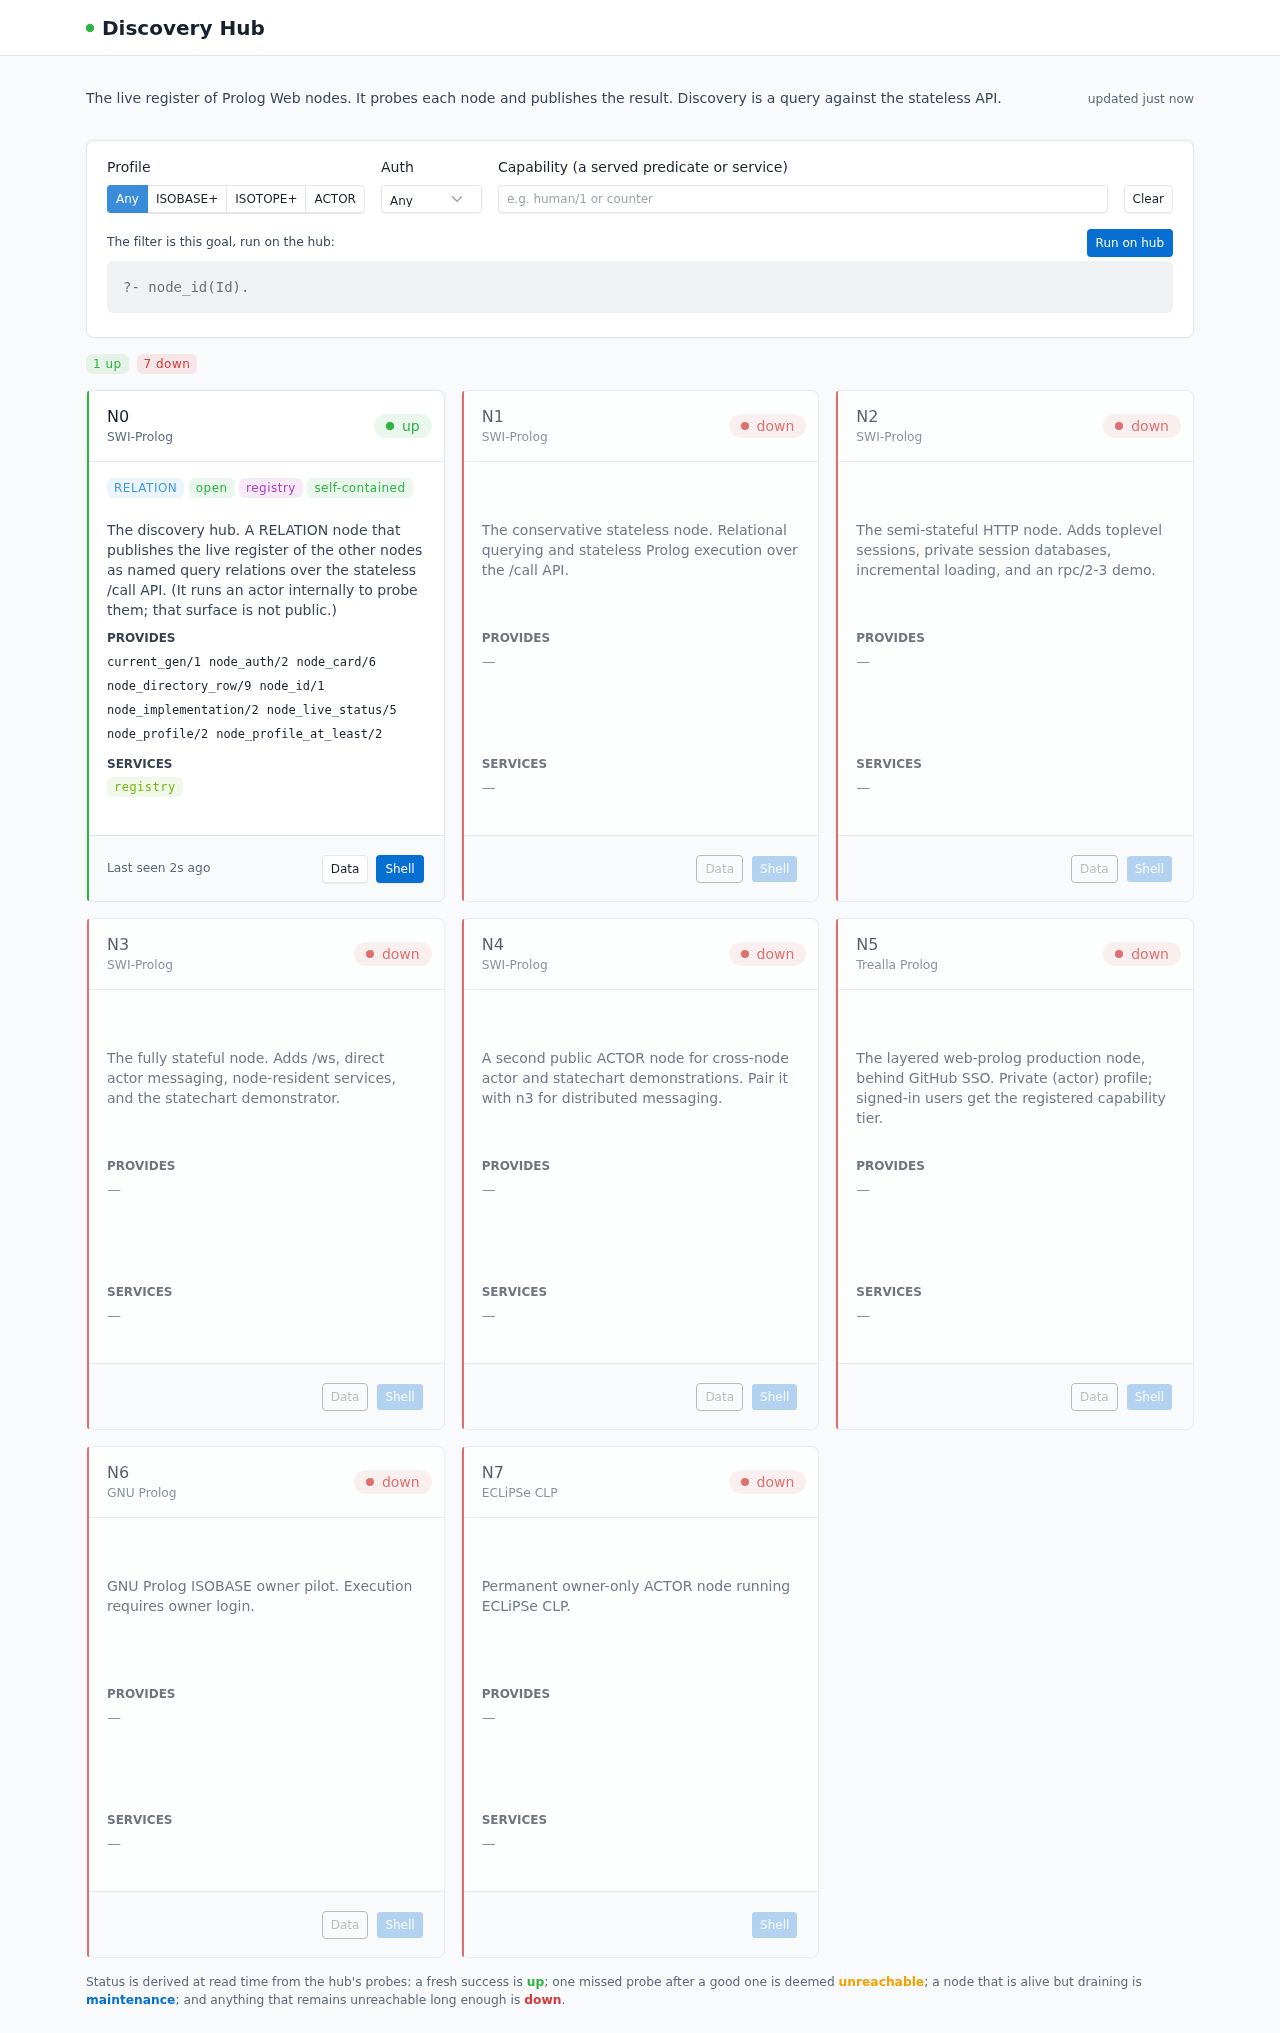 Discovery Hub
The live register of Prolog Web nodes. It probes each node and publishes the result. Discovery is a query against the stateless API.
updated just now
Profile
Auth
Capability (a served predicate or service)
Any ISOBASE+ ISOTOPE+ ACTOR
Any
e.g. human/1 or counter
Clear
The filter is this goal, run on the hub:
Run on hub
?- node_id(Id).
1 up
7 down
N0
SWI-Prolog
up
RELATION open registry self-contained
The discovery hub. A RELATION node that
publishes the live register of the other nodes
as named query relations over the stateless
/call API. (It runs an actor internally to probe
them; that surface is not public.)
PROVIDES
current_gen/1 node_auth/2 node_card/6
node_directory_row/9 node_id/1
node_implementation/2 node_live_status/5
node_profile/2 node_profile_at_least/2
SERVICES
registry
Last seen 2s ago
Data
Shell
N1
SWI-Prolog
down
The conservative stateless node. Relational
querying and stateless Prolog execution over
the /call API.
PROVIDES
—
SERVICES
—
Data
Shell
N2
SWI-Prolog
down
The semi-stateful HTTP node. Adds toplevel
sessions, private session databases,
incremental loading, and an rpc/2-3 demo.
PROVIDES
—
SERVICES
—
Data
Shell
N3
SWI-Prolog
down
The fully stateful node. Adds /ws, direct
actor messaging, node-resident services,
and the statechart demonstrator.
PROVIDES
—
SERVICES
—
Data
Shell
N4
SWI-Prolog
down
A second public ACTOR node for cross-node
actor and statechart demonstrations. Pair it
with n3 for distributed messaging.
PROVIDES
—
SERVICES
—
Data
Shell
N5
Trealla Prolog
down
The layered web-prolog production node,
behind GitHub SSO. Private (actor) profile;
signed-in users get the registered capability
tier.
PROVIDES
—
SERVICES
—
Data
Shell
N6
GNU Prolog
down
GNU Prolog ISOBASE owner pilot. Execution
requires owner login.
PROVIDES
—
SERVICES
—
Data
Shell
N7
ECLiPSe CLP
down
Permanent owner-only ACTOR node running
ECLiPSe CLP.
PROVIDES
—
SERVICES
—
Shell
Status is derived at read time from the hub's probes: a fresh success is up; one missed probe after a good one is deemed unreachable; a node that is alive but draining is
maintenance; and anything that remains unreachable long enough is down.